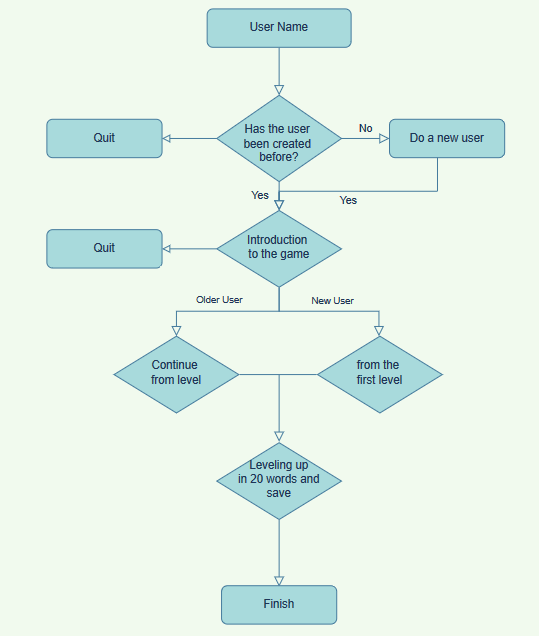 User Name
Has the user
been created
before?
Quit
No
Do a new user
Yes
Yes
Introduction
to the game
Quit
Older User
New User
Continue
from level
from the
first level
Leveling up
in 20 words and
save
Finish